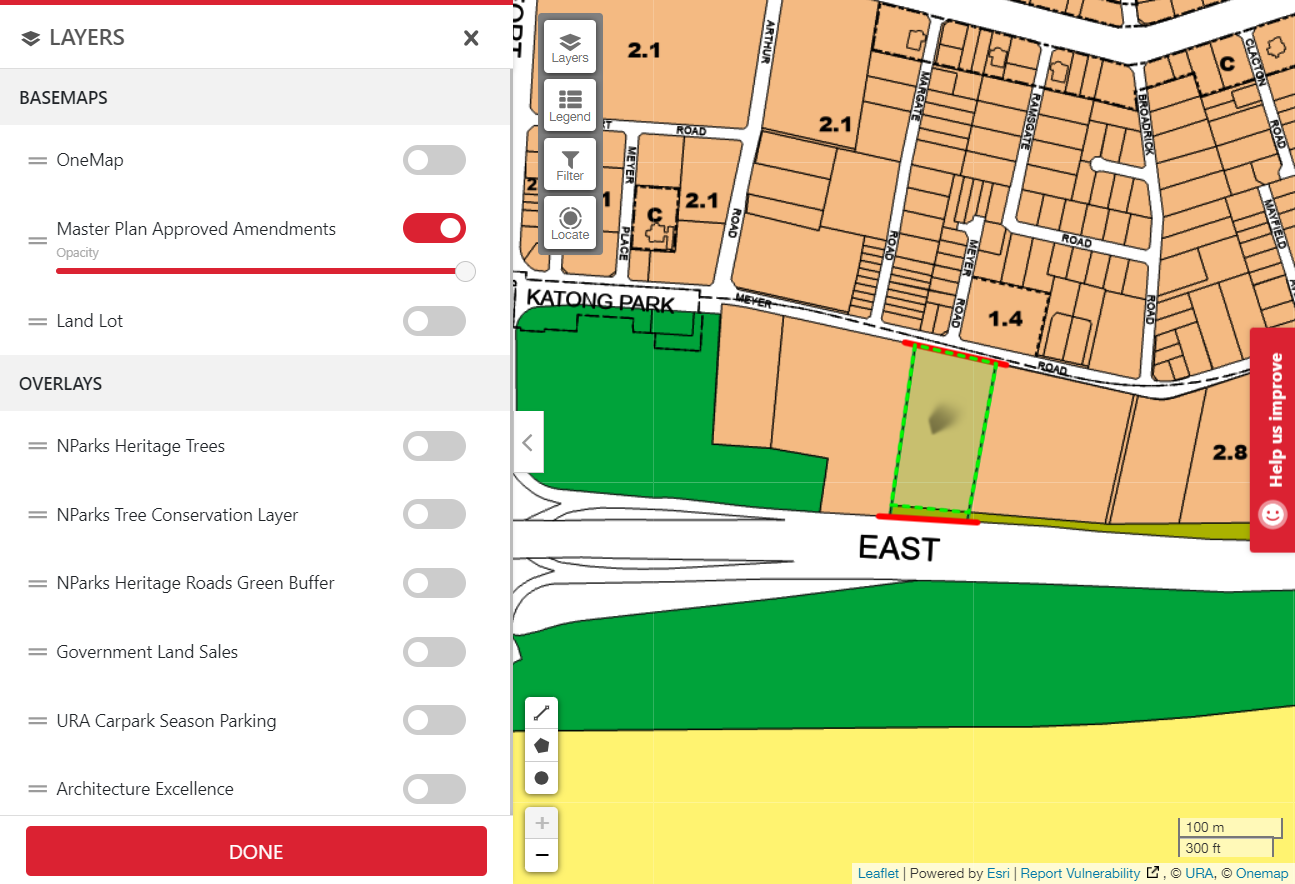 LAYERS
BASEMAPS
OneMap
Master Plan Approved Amendments
Opacity
Land Lot
OVERLAYS
NParks Heritage Trees
NParks Tree Conservation Layer
NParks Heritage Roads Green Buffer
Government Land Sales
URA Carpark Season Parking
Architecture Excellence
DONE
Layers
Legend
Filter
Locate
2.1
ARTHUR
ROAD
2.1
MARGATE
ROAD
RAMSGATE
ROAD
BROADRICK
ROAD
C
CLACTON
ROAD
MAYFIELD
ROAD
MEYER
PLACE
C
2.1
MEYER
ROAD
1.4
KATONG PARK
MEYER
ROAD
2.8
EAST
Help us improve
100 m
300 ft
Leaflet | Powered by Esri | Report Vulnerability , © URA, © Onemap